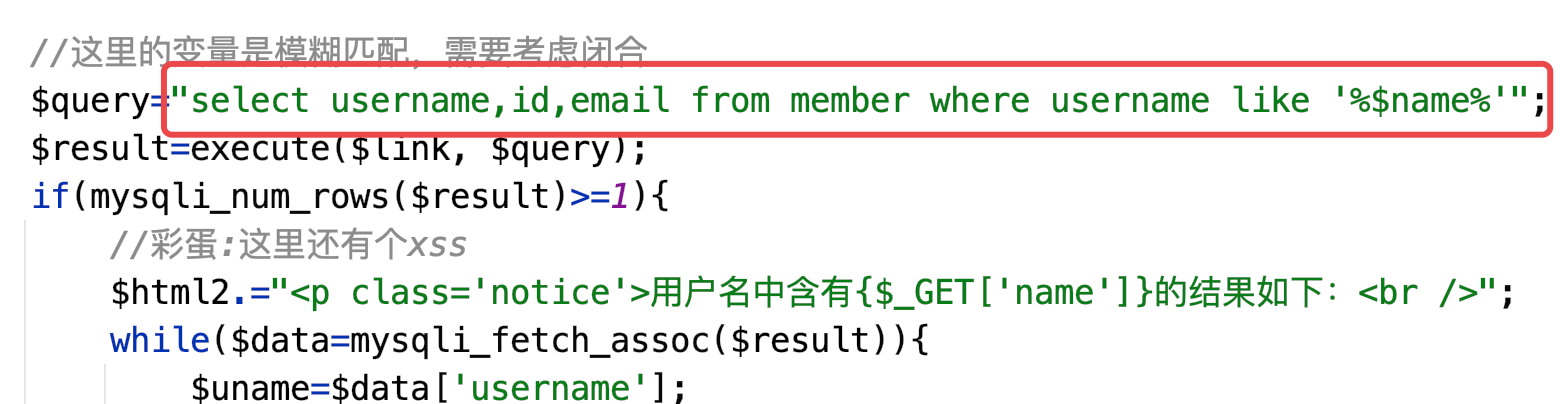 //这里的变量是模糊匹配，需要考虑闭合
$query="select username,id,email from member where username like '%$name%'";
$result=execute($link, $query);
if(mysqli_num_rows($result)>=1){
//彩蛋:这里还有个xss
$html2.="<p class='notice'>用户名中含有{$_GET['name']}的结果如下：<br />";
while($data=mysqli_fetch_assoc($result)){
$uname=$data['username'];